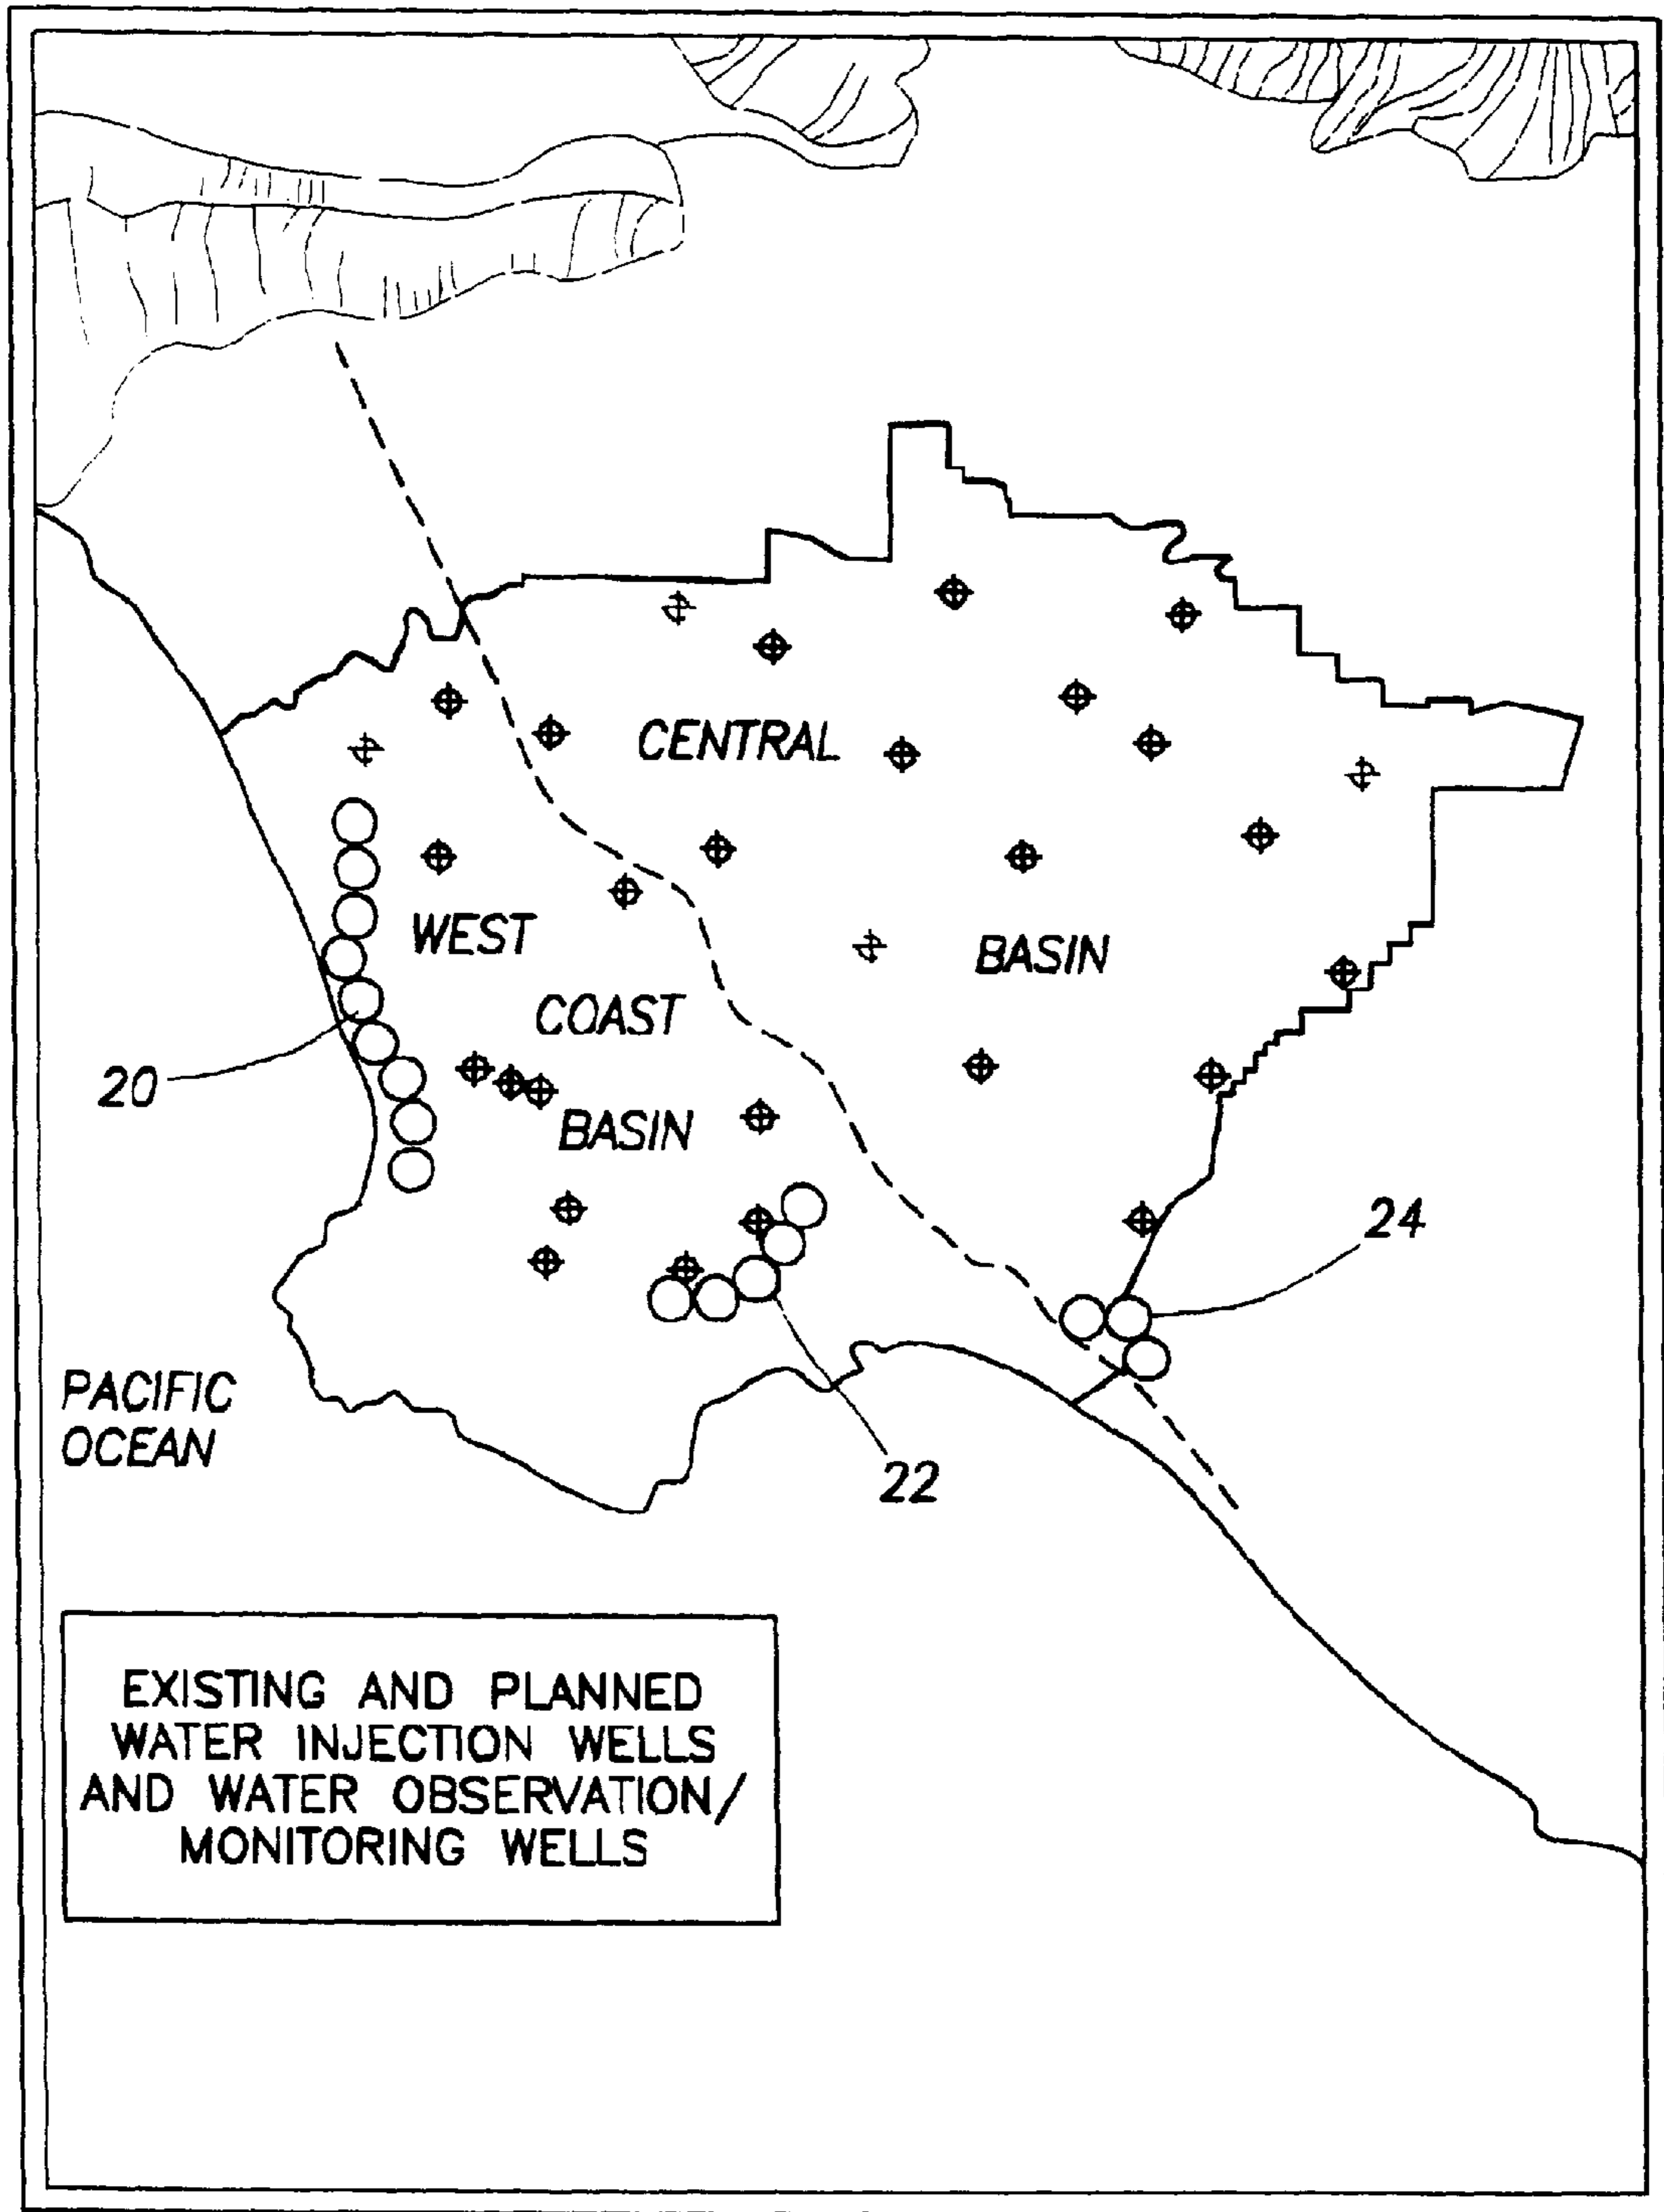 CENTRAL
WEST
BASIN
COAST
20
BASIN
24
PACIFIC
OCEAN
22
EXISTING AND PLANNED
WATER INJECTION WELLS
AND WATER OBSERVATION/
MONITORING WELLS